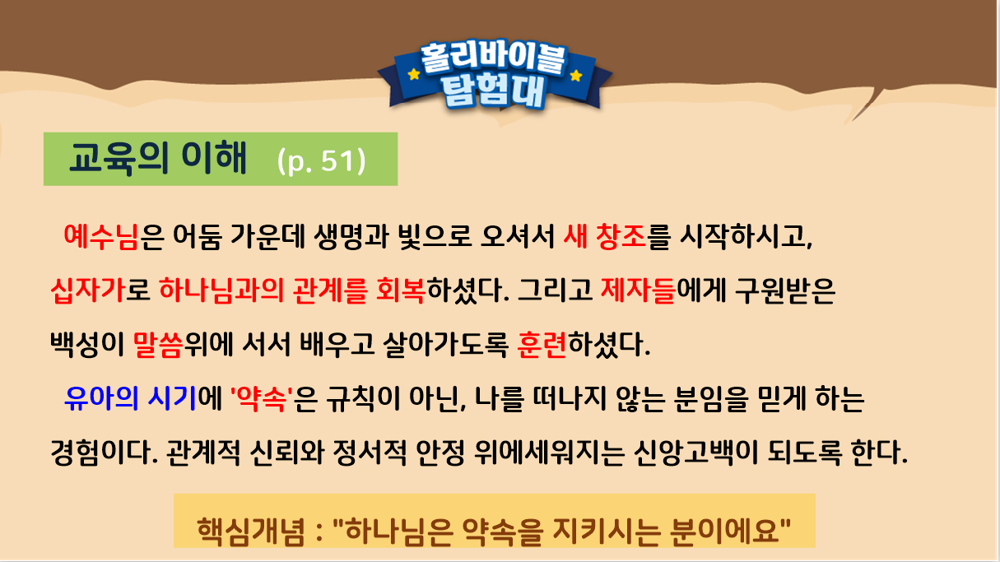 홀리바이블
탐험대
교육의 이해 (p. 51)
예수님은 어둠 가운데 생명과 빛으로 오셔서 새 창조를 시작하시고,
십자가로 하나님과의 관계를 회복하셨다. 그리고 제자들에게 구원받은
백성이 말씀위에 서서 배우고 살아가도록 훈련하셨다.
유아의 시기에 '약속'은 규칙이 아닌, 나를 떠나지 않는 분임을 믿게 하는
경험이다. 관계적 신뢰와 정서적 안정 위에세워지는 신앙고백이 되도록 한다.
핵심개념 : "하나님은 약속을 지키시는 분이에요"